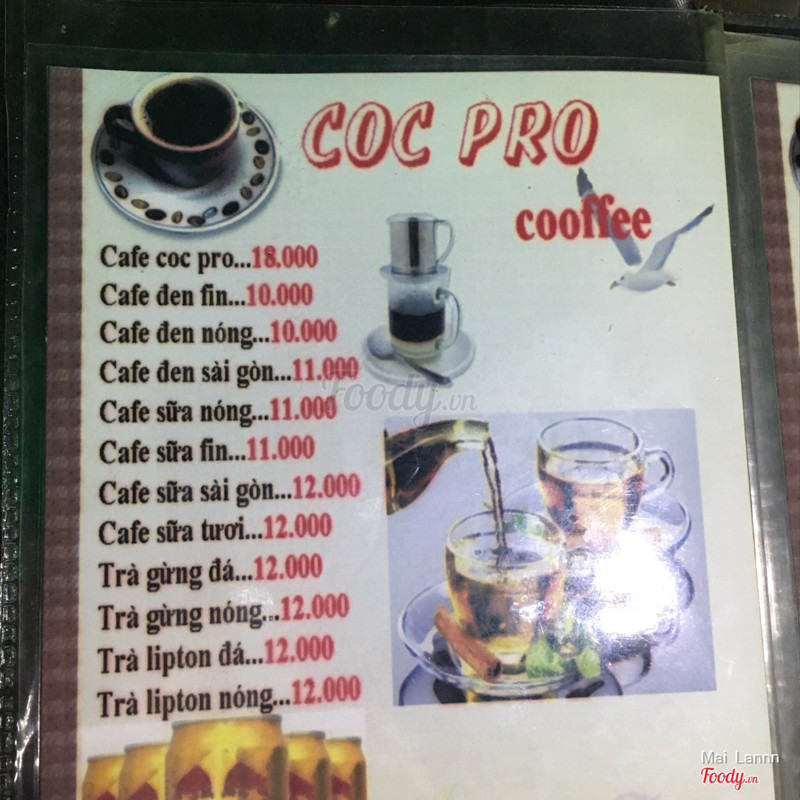 COC PRO
cooffee
Cafe coc pro...18.000
Cafe đen fin...10.000
Cafe đen nóng...10.000
Cafe đen sài gòn...11.000
Cafe sữa nóng...11.000
Cafe sữa fin...11.000
Cafe sữa sài gòn...12.000
Cafe sữa tươi...12.000
Trà gừng đá...12.000
Trà gừng nóng...12.000
Trà lipton đá...12.000
Trà lipton nóng...12.000
Foody.vn
Mai Lannn
Foody.vn